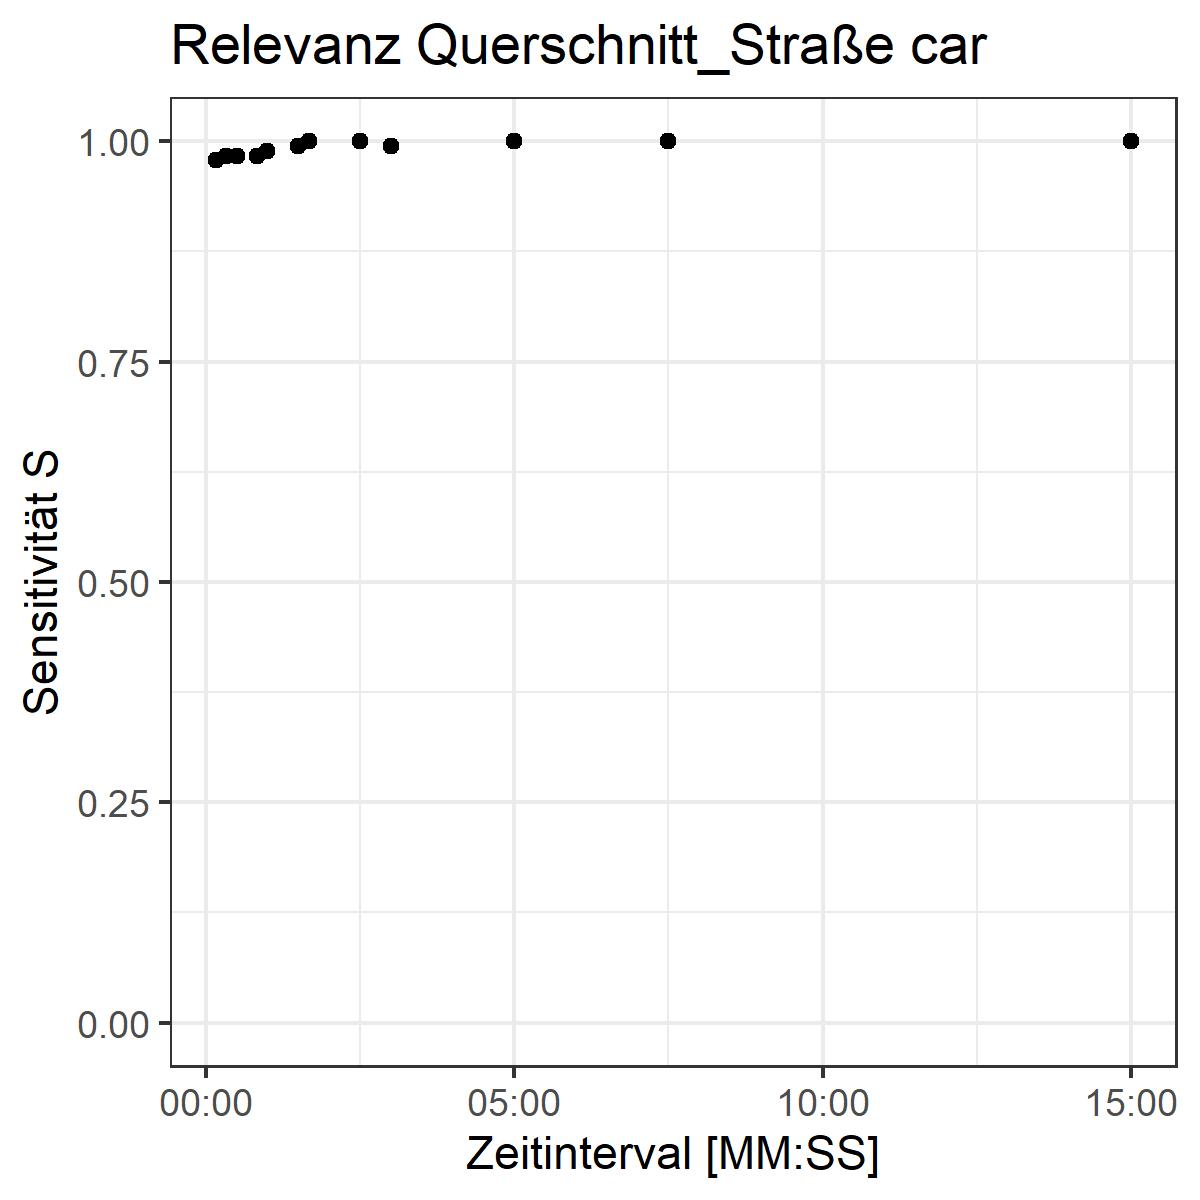 Relevanz Querschnitt_Straße car
1.00
0.75
0.50
0.25
0.00
Sensitivität S
00:00 05:00 10:00 15:00
Zeitinterval [MM:SS]